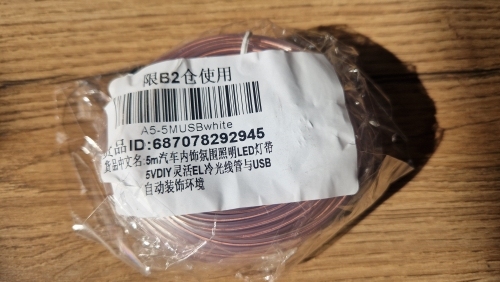 限B2仓使用
A5-5MUSBwhite
货品ID:687078292945
货品中文名: 5m汽车内饰氛围照明LED灯带
5VDIY灵活EL冷光线管与USB
自动装饰环境